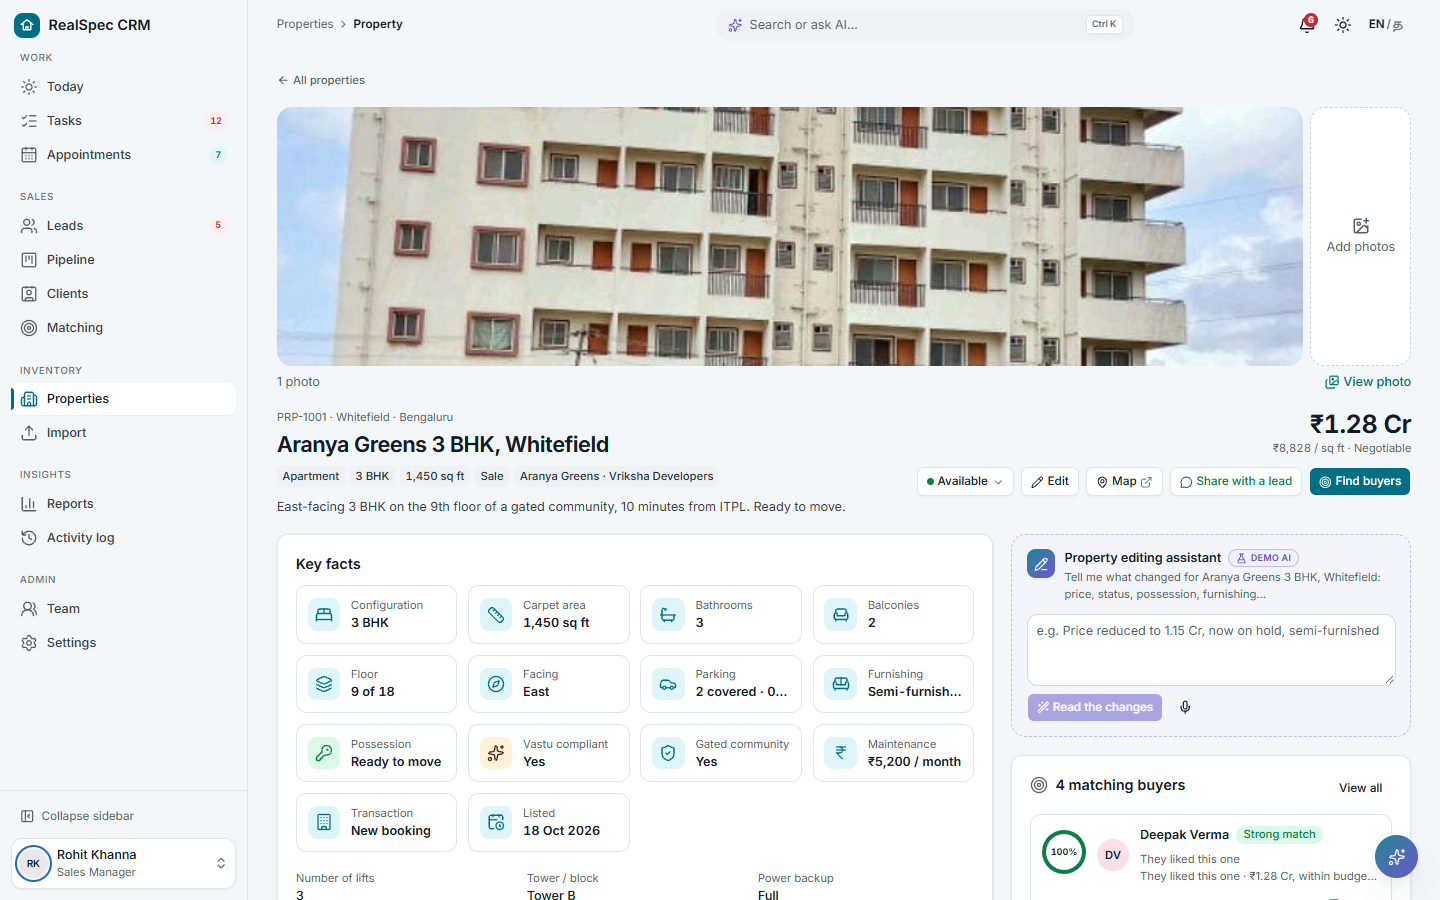 RealSpec CRM
WORK
Today
Tasks 12
Appointments 7
SALES
Leads 5
Pipeline
Clients
Matching
INVENTORY
Properties
Import
INSIGHTS
Reports
Activity log
ADMIN
Team
Settings
Collapse sidebar
RK
Rohit Khanna
Sales Manager
Properties > Property
Search or ask AI...
Ctrl K
6
EN / த
← All properties
Add photos
1 photo
View photo
PRP-1001 · Whitefield · Bengaluru
Aranya Greens 3 BHK, Whitefield
₹1.28 Cr
₹8,828 / sq ft · Negotiable
Apartment
3 BHK
1,450 sq ft
Sale
Aranya Greens · Vriksha Developers
Available
Edit
Map
Share with a lead
Find buyers
East-facing 3 BHK on the 9th floor of a gated community, 10 minutes from ITPL. Ready to move.
Key facts
Configuration
3 BHK
Carpet area
1,450 sq ft
Bathrooms
3
Balconies
2
Floor
9 of 18
Facing
East
Parking
2 covered · 0...
Furnishing
Semi-furnish...
Possession
Ready to move
Vastu compliant
Yes
Gated community
Yes
Maintenance
₹5,200 / month
Transaction
New booking
Listed
18 Oct 2026
Number of lifts
3
Tower / block
Tower B
Power backup
Full
Property editing assistant
DEMO AI
Tell me what changed for Aranya Greens 3 BHK, Whitefield:
price, status, possession, furnishing...
e.g. Price reduced to 1.15 Cr, now on hold, semi-furnished
Read the changes
4 matching buyers
View all
100%
DV
Deepak Verma
Strong match
They liked this one
They liked this one · ₹1.28 Cr, within budge...